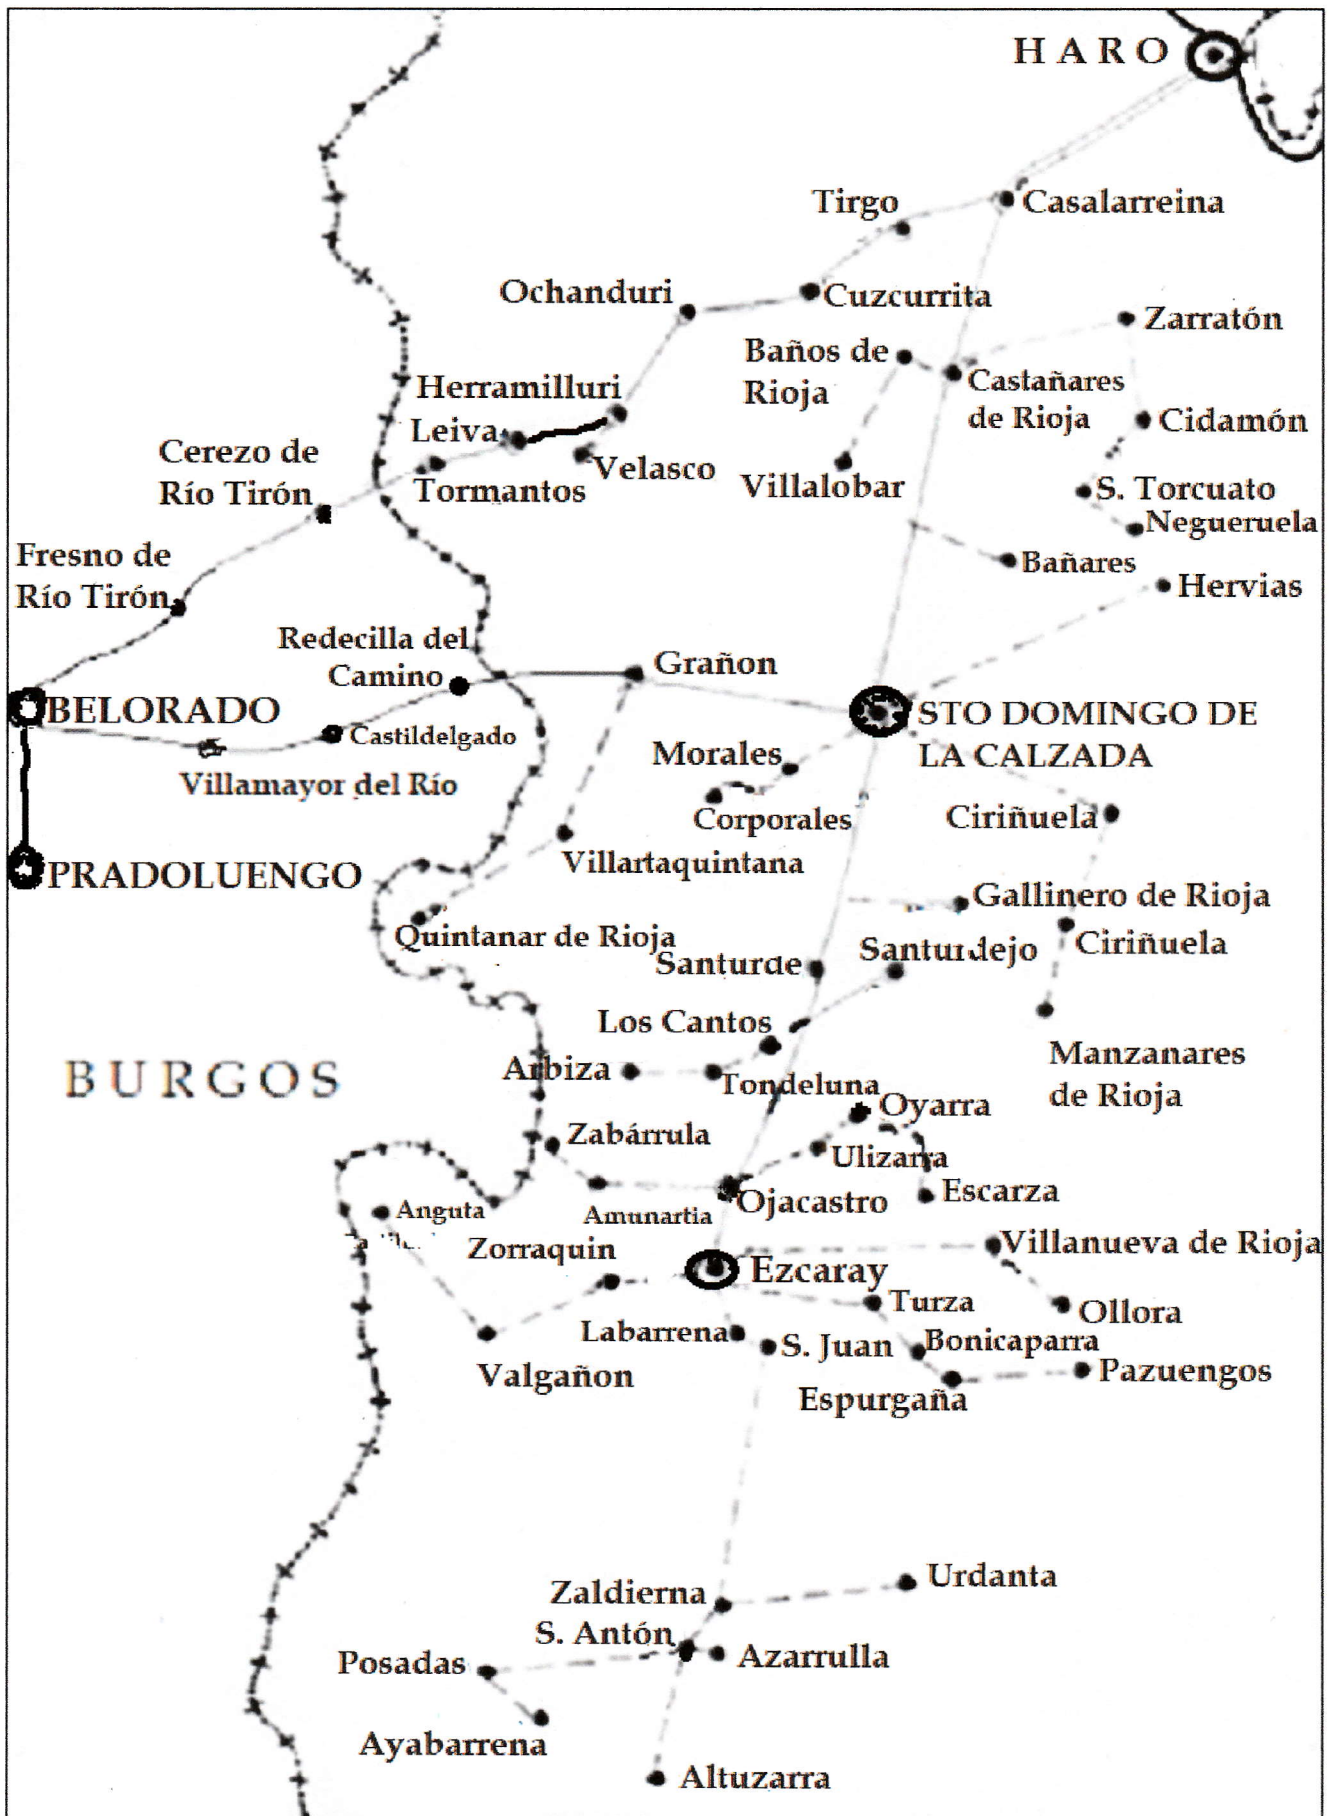 HARO
Tirgo
Casalarreina
Ochanduri
Cuzcurrita
Zarratón
Baños de
Rioja
Castañares
de Rioja
Herramilluri
Leiva
Cidamón
Cerezo de
Río Tirón
Velasco
Villalobar
Tormantos
S. Torcuato
Negueruela
Fresno de
Río Tirón
Bañares
Hervias
Redecilla del
Camino
Grañon
BELORADO
STO DOMINGO DE
LA CALZADA
Castildelgado
Morales
Villamayor del Río
Corporales
Ciriñuela
Villartaquintana
PRADOLUENGO
Gallinero de Rioja
Quintanar de Rioja
Ciriñuela
Santurde
Santurdejo
Los Cantos
Manzanares
de Rioja
BURGOS
Arbiza
Tondeluna
Oyarra
Zabárrula
Ulizarra
Escarza
Anguta
Amunartia
Ojacastro
Zorraquin
Villanueva de Rioja
Ezcaray
Turza
Ollora
Labarrena
S. Juan
Bonicaparra
Valgañon
Pazuengos
Espurgaña
Urdanta
Zaldierna
S. Antón
Posadas
Azarrulla
Ayabarrena
Altuzarra